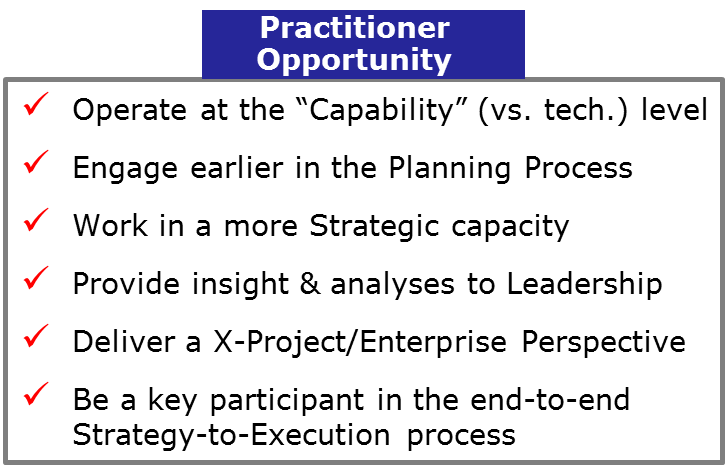 Practitioner
Opportunity
Operate at the “Capability” (vs. tech.) level
Engage earlier in the Planning Process
Work in a more Strategic capacity
Provide insight & analyses to Leadership
Deliver a X-Project/Enterprise Perspective
Be a key participant in the end-to-end
Strategy-to-Execution process